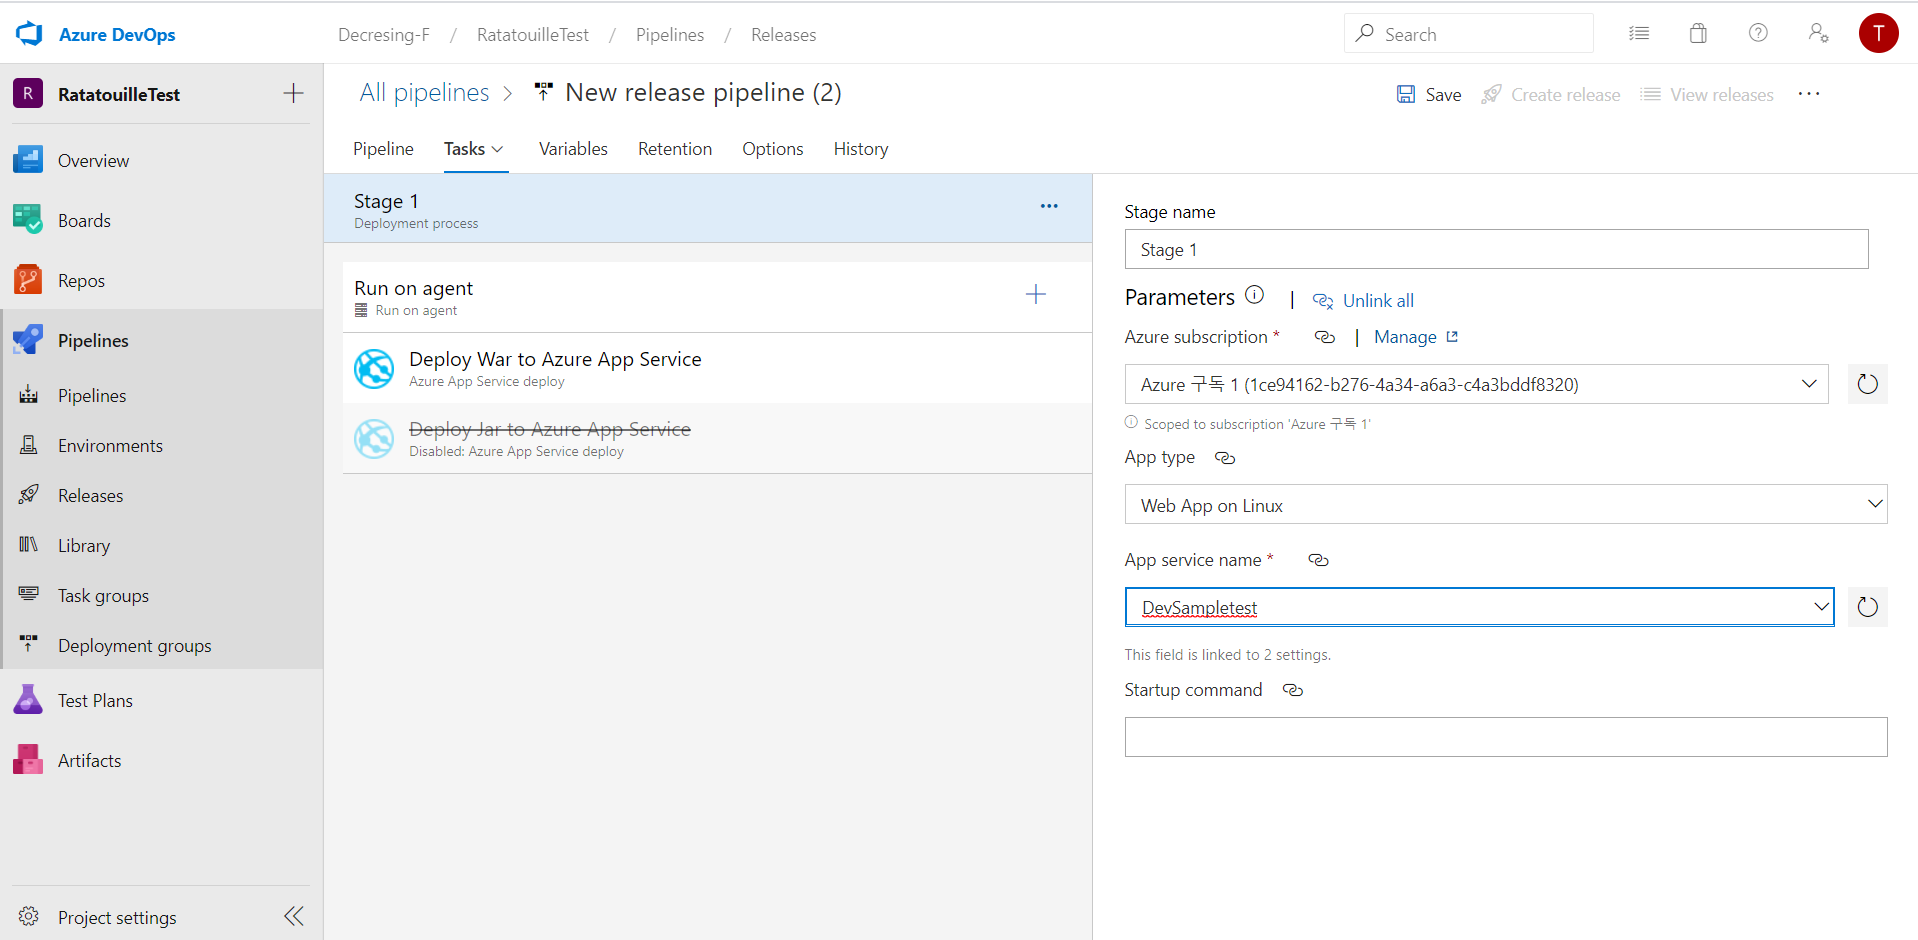 Azure DevOps
Decresing-F / RatatouilleTest / Pipelines / Releases
Search
T
R RatatouilleTest
Overview
Boards
Repos
Pipelines
Pipelines
Environments
Releases
Library
Task groups
Deployment groups
Test Plans
Artifacts
Project settings
All pipelines > New release pipeline (2)
Save
Create release
View releases
Pipeline Tasks Variables Retention Options History
Stage 1
Deployment process
Run on agent
Run on agent
Deploy War to Azure App Service
Azure App Service deploy
Deploy Jar to Azure App Service
Disabled: Azure App Service deploy
Stage name
Stage 1
Parameters | Unlink all
Azure subscription * | Manage
Azure 구독 1 (1ce94162-b276-4a34-a6a3-c4a3bddf8320)
Scoped to subscription 'Azure 구독 1'
App type
Web App on Linux
App service name *
DevSampletest
This field is linked to 2 settings.
Startup command